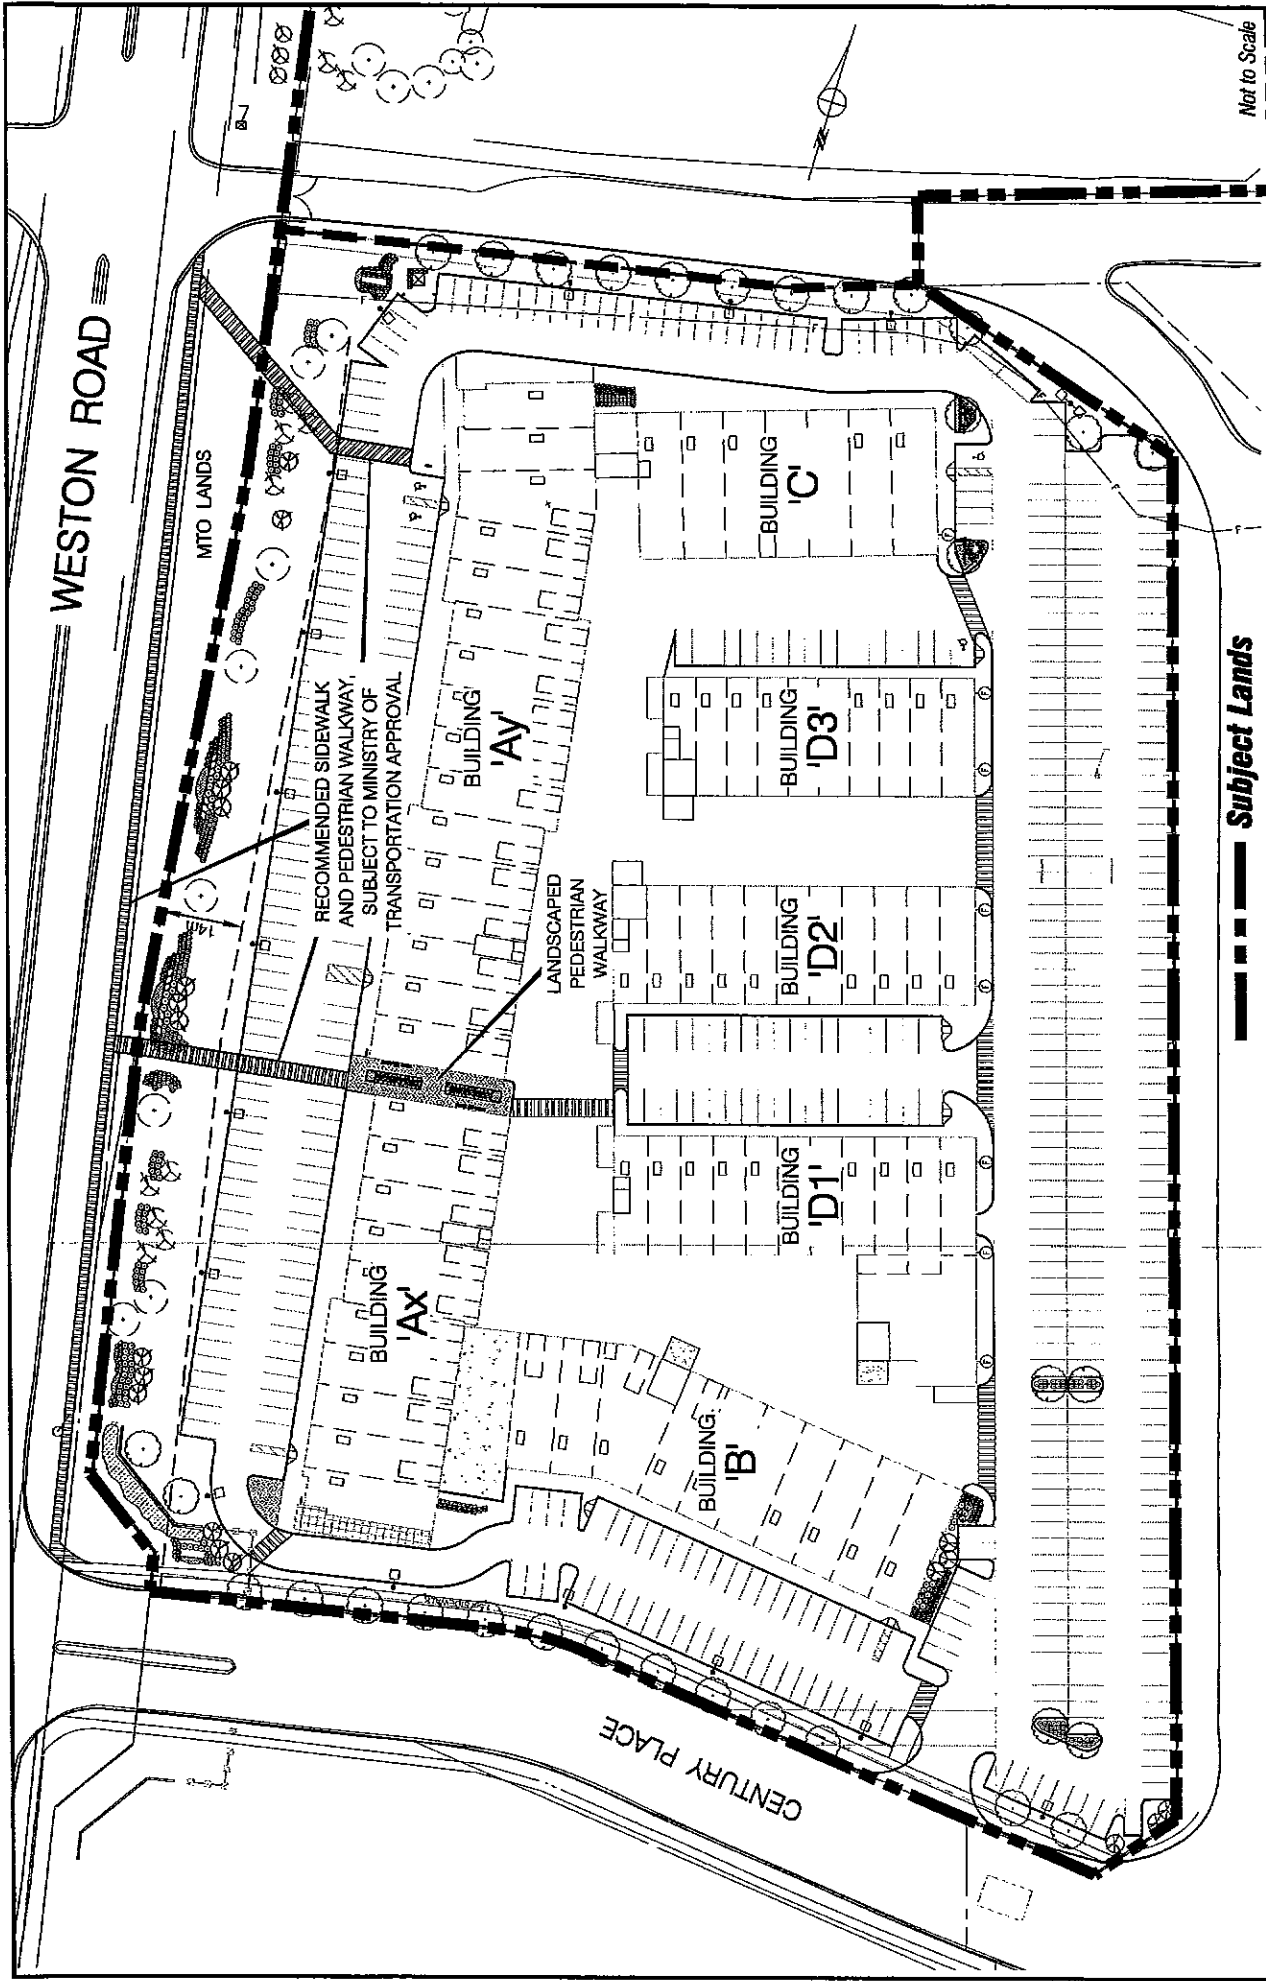 WESTON ROAD
MTO LANDS
RECOMMENDED SIDEWALK
AND PEDESTRIAN WALKWAY,
SUBJECT TO MINISTRY OF
TRANSPORTATION APPROVAL
14m
LANDSCAPED
PEDESTRIAN
WALKWAY
BUILDING
'Ax'
BUILDING
'Ay'
BUILDING
'B'
BUILDING
'D1'
BUILDING
'D2'
BUILDING
'D3'
BUILDING
'C'
CENTURY PLACE
Subject Lands
Not to Scale